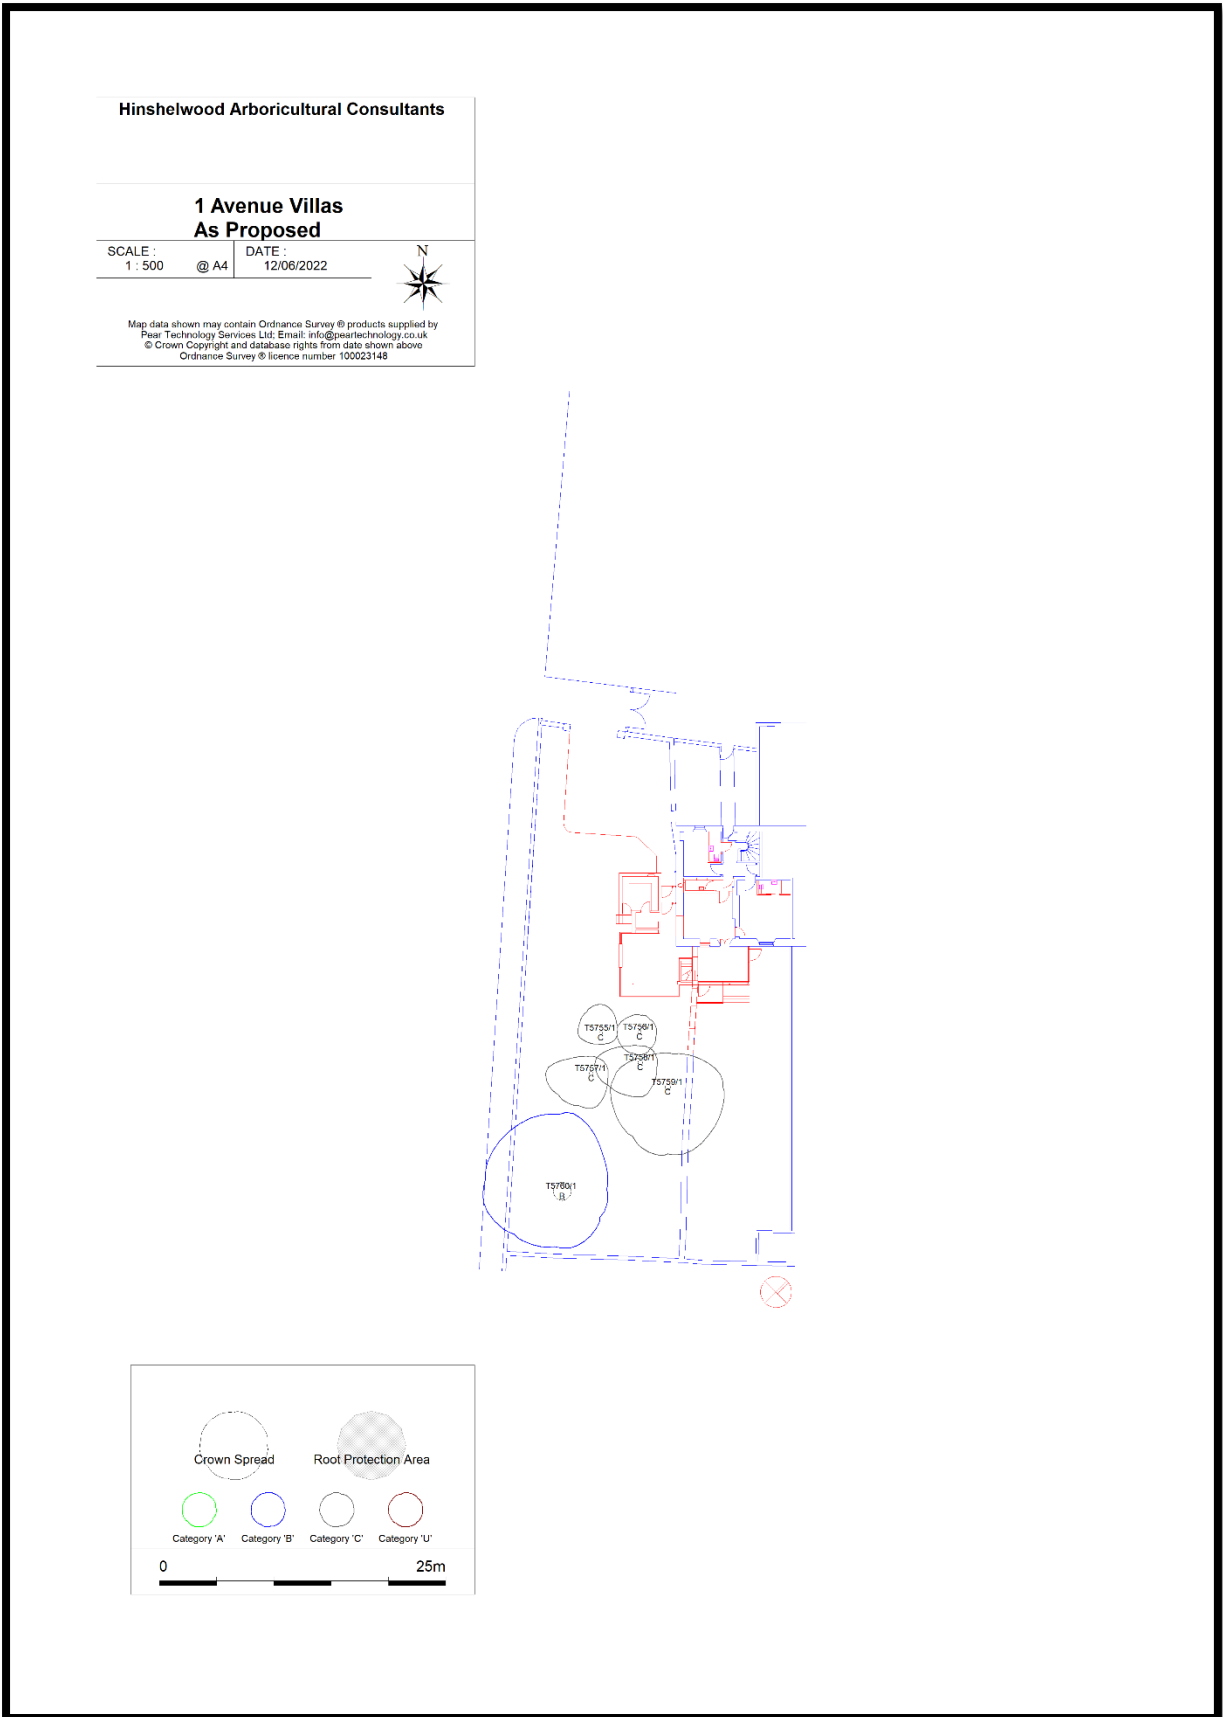 Hinshelwood Arboricultural Consultants
1 Avenue Villas
As Proposed
SCALE :
1 : 500 @ A4
DATE :
12/06/2022
N
Map data shown may contain Ordnance Survey ® products supplied by
Pear Technology Services Ltd; Email: info@peartechnology.co.uk
© Crown Copyright and database rights from date shown above
Ordnance Survey ® licence number 100023148
T5755/1
C
T5756/1
C
T5757/1
C
T5758/1
C
T5759/1
C
T5760/1
B
Crown Spread
Root Protection Area
Category 'A'
Category 'B'
Category 'C'
Category 'U'
0 25m